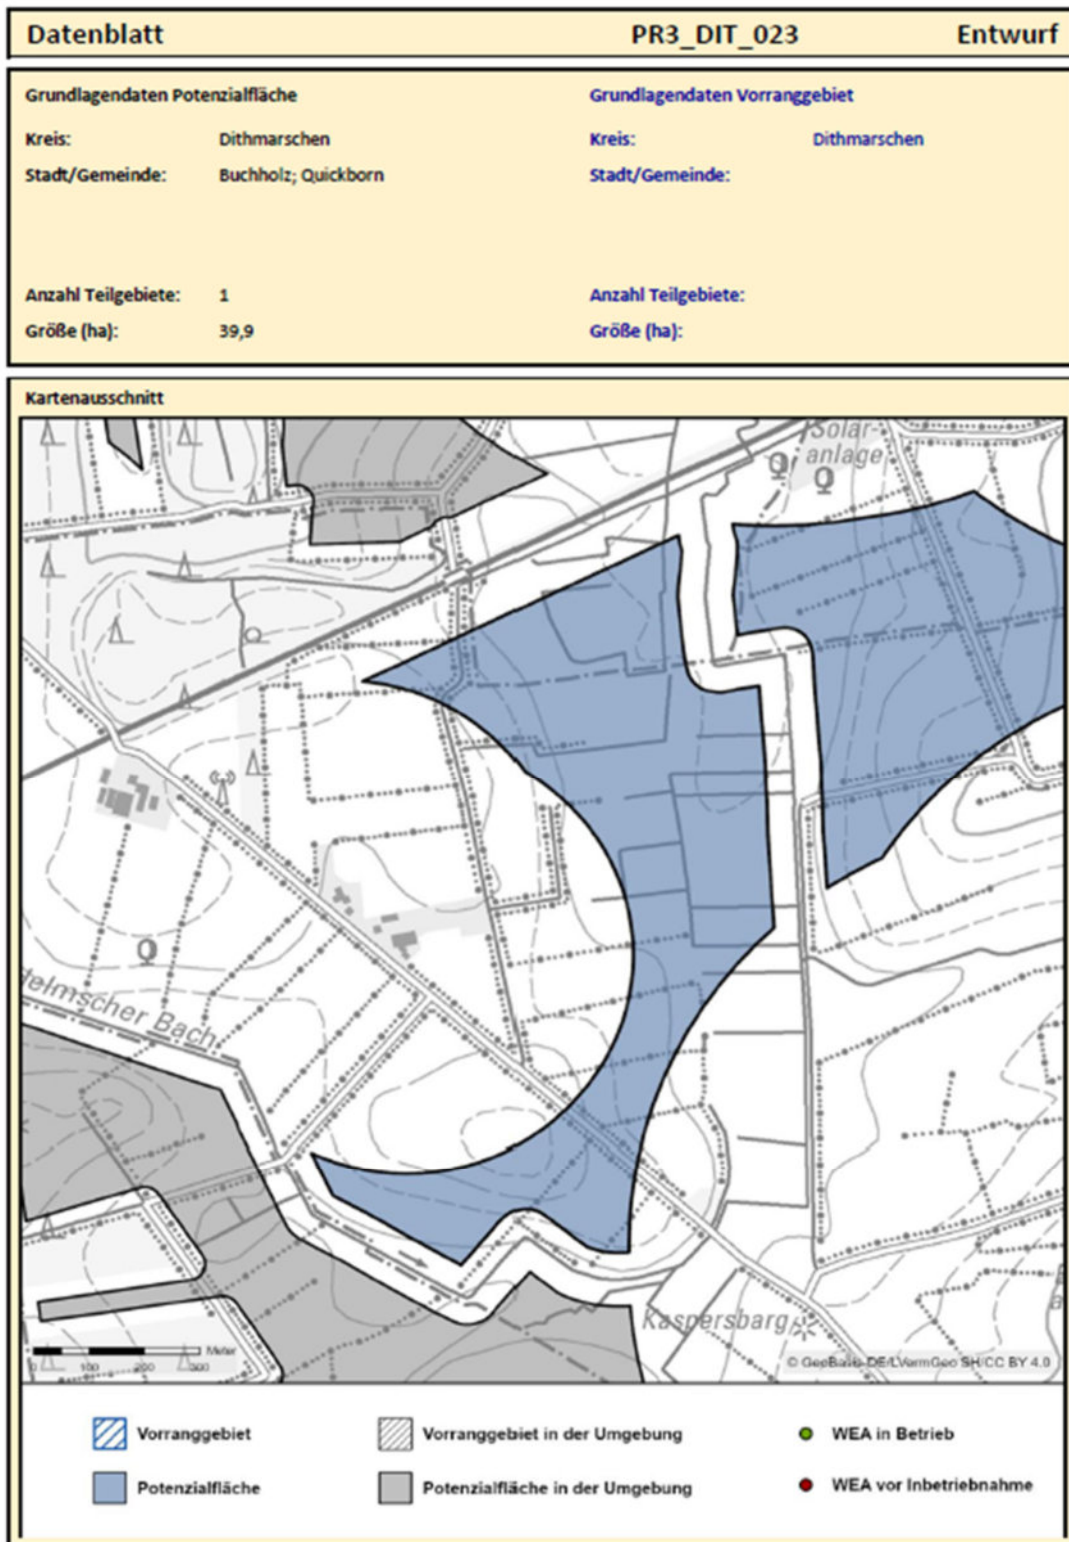 Datenblatt PR3_DIT_023 Entwurf
Grundlagendaten Potenzialfläche Grundlagendaten Vorranggebiet
Kreis: Dithmarschen Kreis: Dithmarschen
Stadt/Gemeinde: Buchholz; Quickborn Stadt/Gemeinde:
Anzahl Teilgebiete: 1 Anzahl Teilgebiete:
Größe (ha): 39,9 Größe (ha):
Kartenausschnitt
Solar-
anlage
Bach
Kaspersbarg
0 100 200 300 Meter
© GeoBasis-DE/LVermGeo SH/CC BY 4.0
Vorranggebiet Vorranggebiet in der Umgebung WEA in Betrieb
Potenzialfläche Potenzialfläche in der Umgebung WEA vor Inbetriebnahme